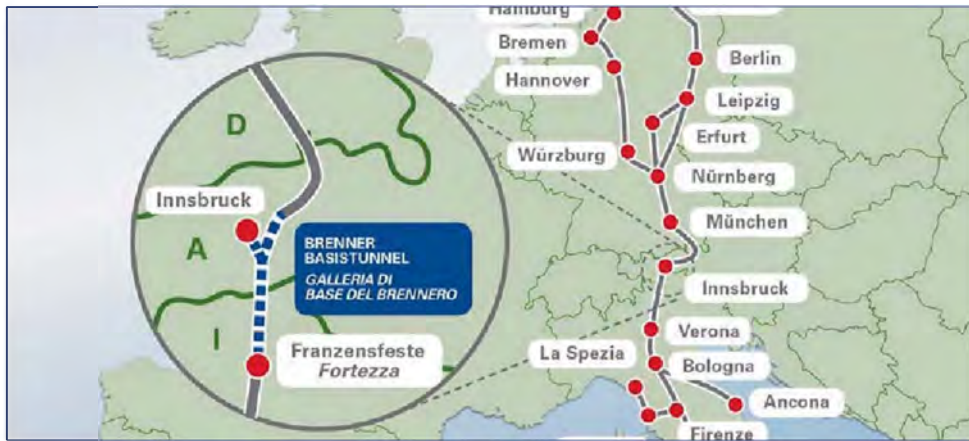 Hamburg
Bremen
Hannover
Berlin
Leipzig
Erfurt
Würzburg
Nürnberg
München
Innsbruck
Verona
La Spezia
Bologna
Ancona
Firenze
D
Innsbruck
A
BRENNER
BASISTUNNEL
GALLERIA DI
BASE DEL BRENNERO
I
Franzensfeste
Fortezza